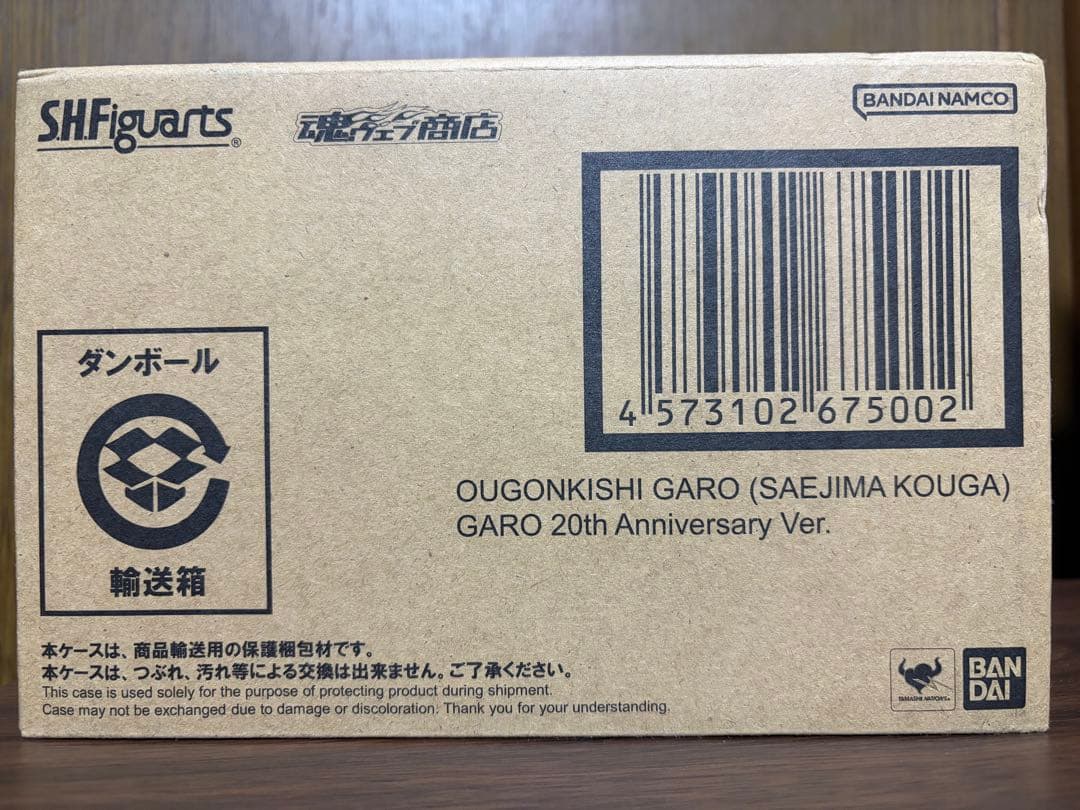 S.H.Figuarts®
魂ウェブ商店
BANDAI NAMCO
4 573102 675002
OUGONKISHI GARO (SAEJIMA KOUGA)
GARO 20th Anniversary Ver.
ダンボール
輸送箱
本ケースは、商品輸送用の保護梱包材です。
本ケースは、つぶれ、汚れ等による交換は出来ません。ご了承ください。
This case is used solely for the purpose of protecting product during shipment.
Case may not be exchanged due to damage or discoloration. Thank you for your understanding.
TAMASHII NATIONS
BAN
DAI